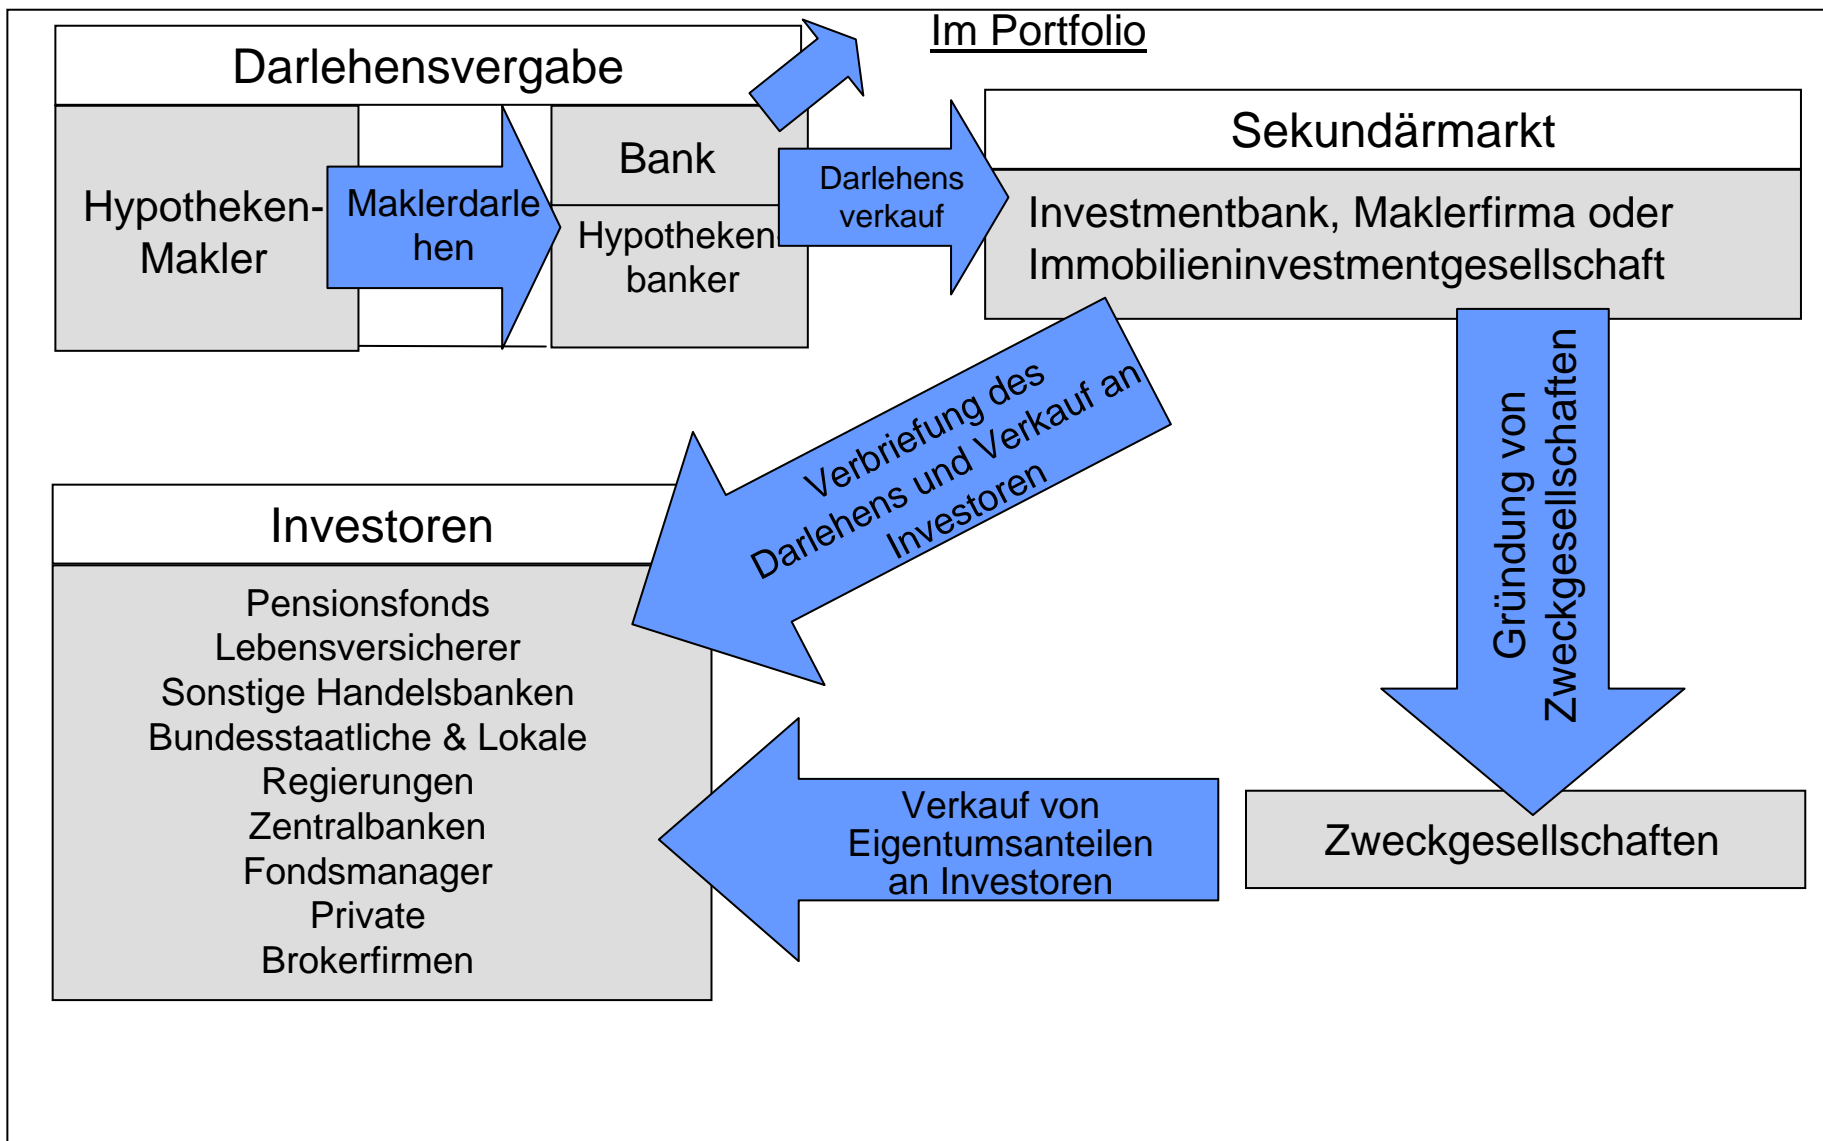 Im Portfolio
Darlehensvergabe
Hypotheken-
Makler
Maklerdarle
hen
Bank
Hypotheken-
banker
Darlehens
verkauf
Sekundärmarkt
Investmentbank, Maklerfirma oder
Immobilieninvestmentgesellschaft
Verbriefung des
Darlehens und Verkauf an
Investoren
Gründung von
Zweckgesellschaften
Investoren
Pensionsfonds
Lebensversicherer
Sonstige Handelsbanken
Bundesstaatliche & Lokale
Regierungen
Zentralbanken
Fondsmanager
Private
Brokerfirmen
Verkauf von
Eigentumsanteilen
an Investoren
Zweckgesellschaften